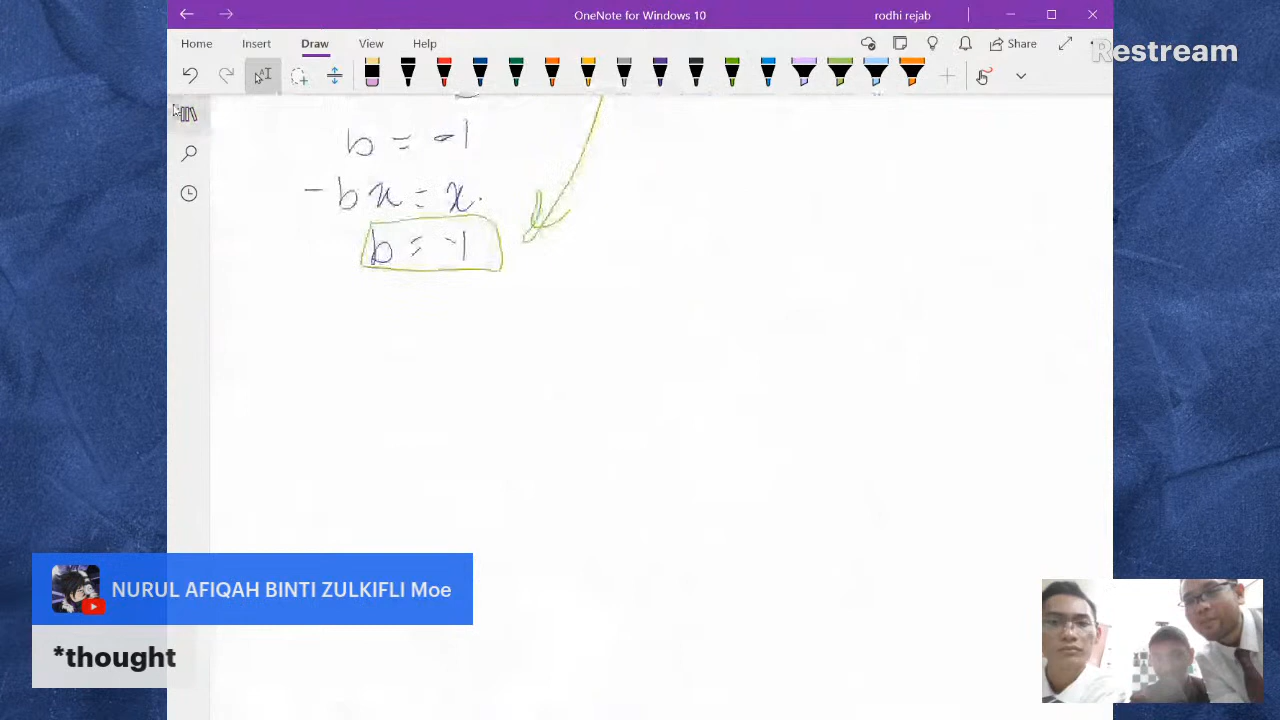 OneNote for Windows 10
rodhi rejab
Home
Insert
Draw
View
Help
Share
Restream
b = -1
- b x = x.
b = -1
NURUL AFIQAH BINTI ZULKIFLI Moe
*thought